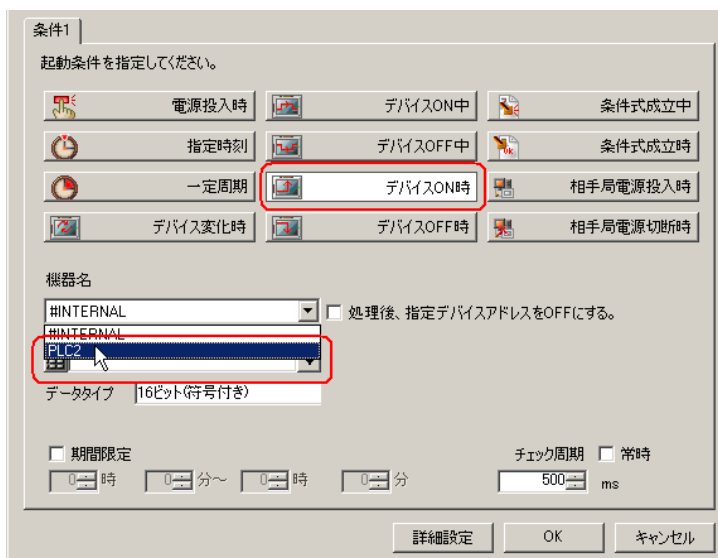 条件1
起動条件を指定してください。
電源投入時 デバイスON中 条件式成立中
指定時刻 デバイスOFF中 条件式成立時
一定周期 デバイスON時 相手局電源投入時
デバイス変化時 デバイスOFF時 相手局電源切断時
機器名
#INTERNAL 処理後、指定デバイスアドレスをOFFにする。
#INTERNAL
PLC2
データタイプ 16ビット(符号付き)
期間限定 チェック周期 常時
0 時 0 分~ 0 時 0 分 500 ms
詳細設定 OK キャンセル